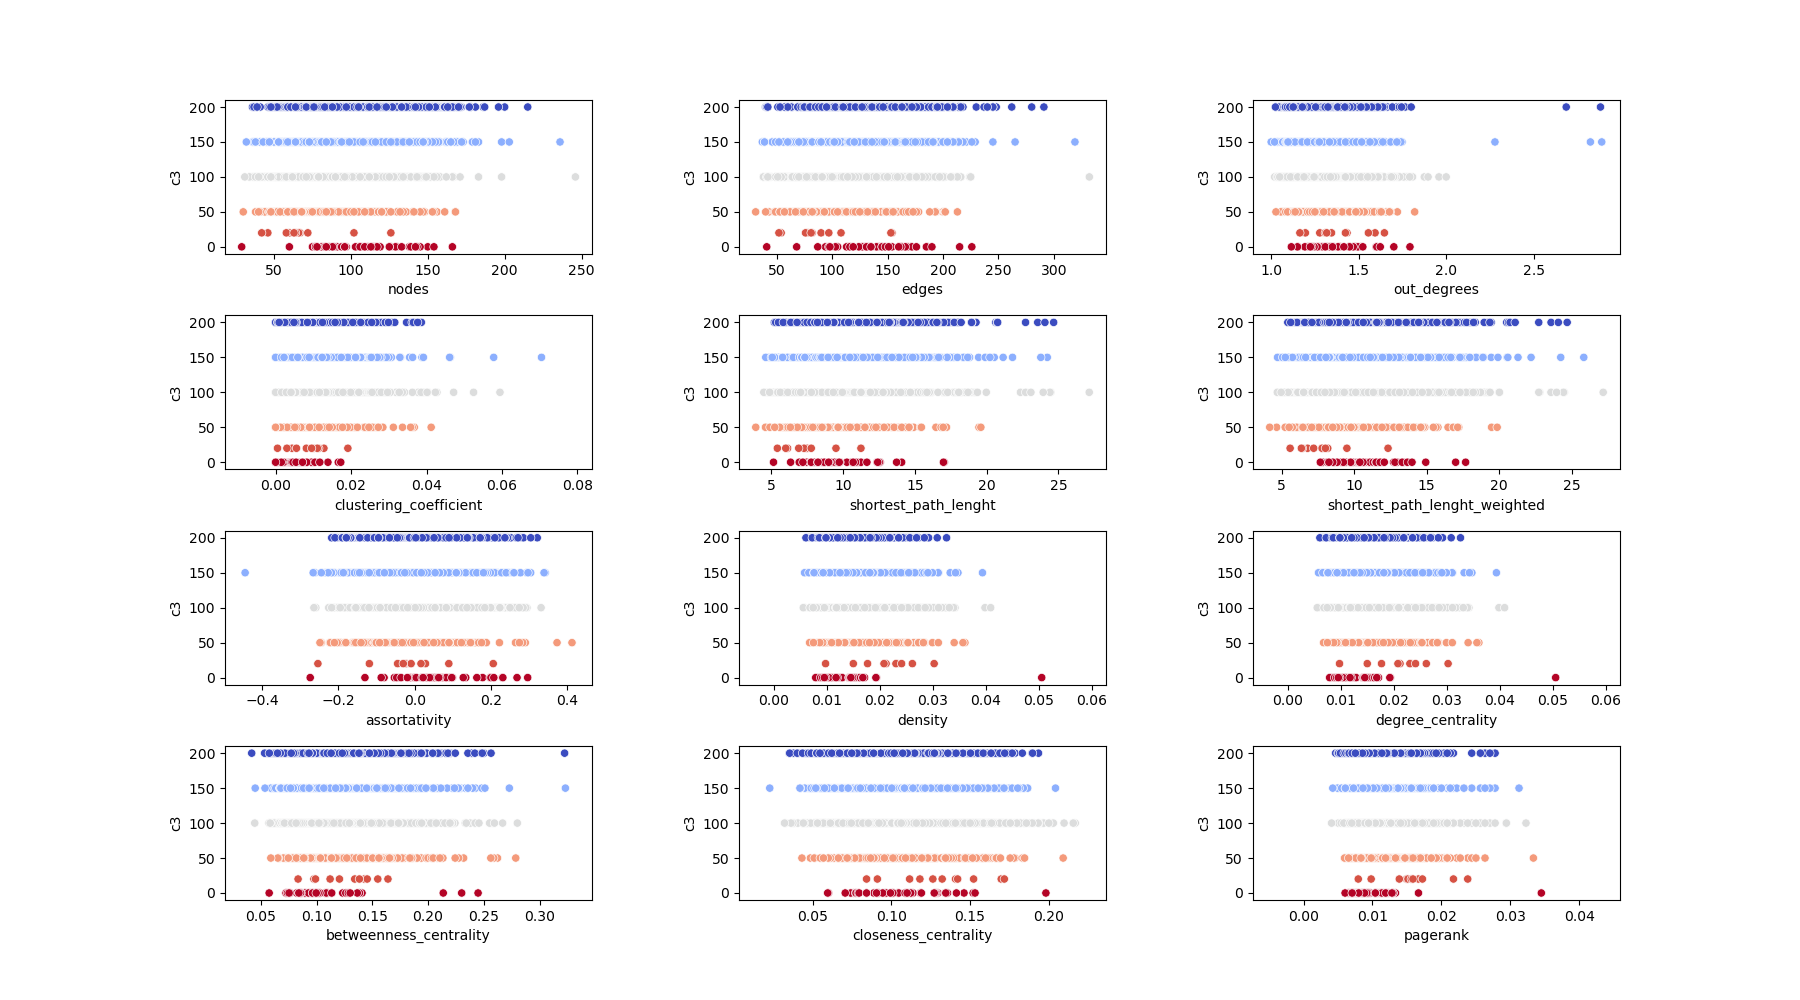 200 200 200
150 150 150
c3 100 c3 100 c3 100
50 50 50
0 0 0
50 100 150 200 250 50 100 150 200 250 300 1.0 1.5 2.0 2.5
nodes edges out_degrees
200 200 200
150 150 150
c3 100 c3 100 c3 100
50 50 50
0 0 0
0.00 0.02 0.04 0.06 0.08 5 10 15 20 25 5 10 15 20 25
clustering_coefficient shortest_path_lenght shortest_path_lenght_weighted
200 200 200
150 150 150
c3 100 c3 100 c3 100
50 50 50
0 0 0
−0.4 −0.2 0.0 0.2 0.4 0.00 0.01 0.02 0.03 0.04 0.05 0.06 0.00 0.01 0.02 0.03 0.04 0.05 0.06
assortativity density degree_centrality
200 200 200
150 150 150
c3 100 c3 100 c3 100
50 50 50
0 0 0
0.05 0.10 0.15 0.20 0.25 0.30 0.05 0.10 0.15 0.20 0.00 0.01 0.02 0.03 0.04
betweenness_centrality closeness_centrality pagerank